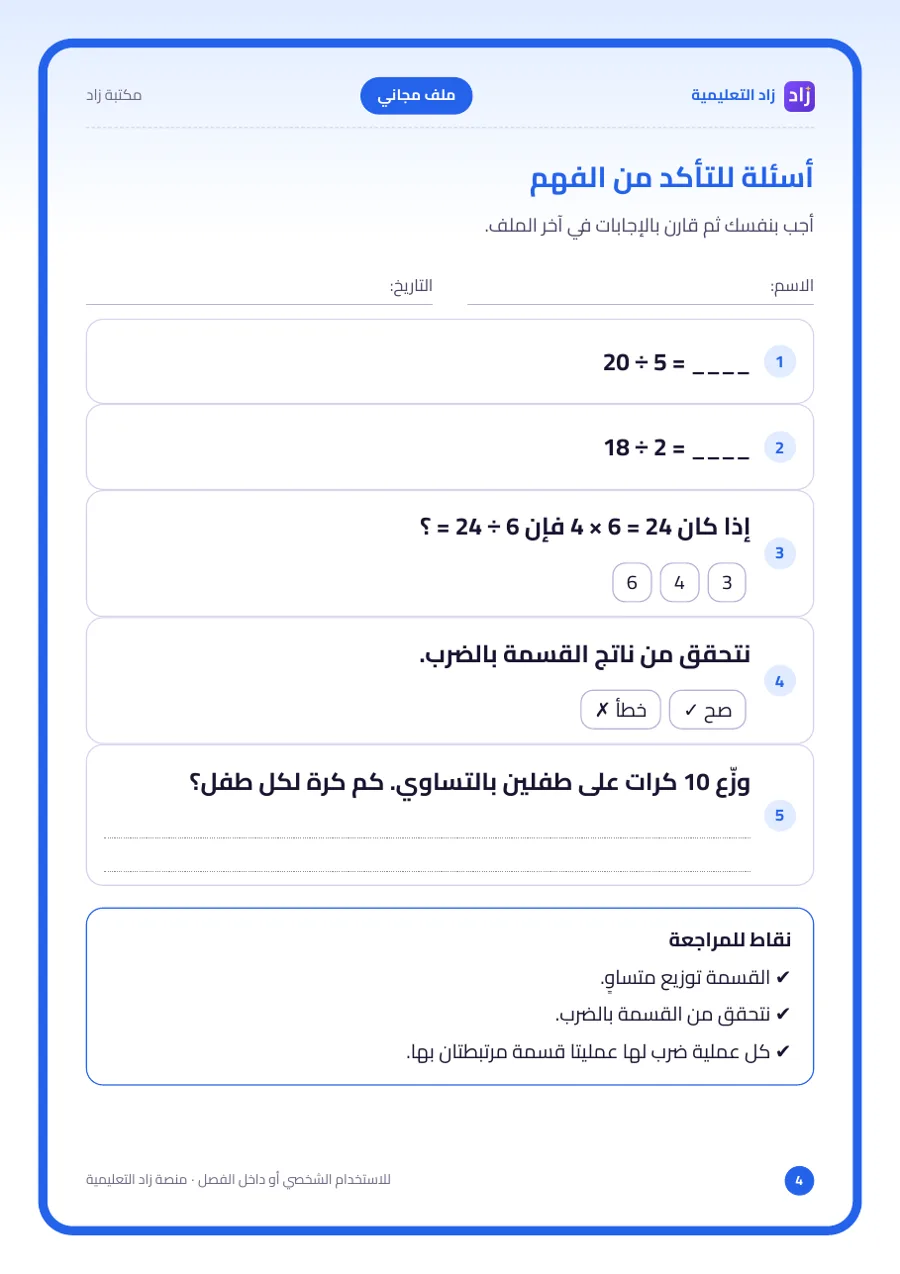 زاد زاد التعليمية
ملف مجاني
مكتبة زاد
أسئلة للتأكد من الفهم
أجب بنفسك ثم قارن بالإجابات في آخر الملف.
الاسم:
التاريخ:
1
20 ÷ 5 = ____
2
18 ÷ 2 = ____
3
إذا كان 24 = 6 × 4 فإن 6 ÷ 24 = ؟
3 4 6
4
نتحقق من ناتج القسمة بالضرب.
صح ✓ خطأ ✗
5
وزّع 10 كرات على طفلين بالتساوي. كم كرة لكل طفل؟
نقاط للمراجعة
✔ القسمة توزيع متساوٍ.
✔ نتحقق من القسمة بالضرب.
✔ كل عملية ضرب لها عمليتا قسمة مرتبطتان بها.
4
للاستخدام الشخصي أو داخل الفصل · منصة زاد التعليمية